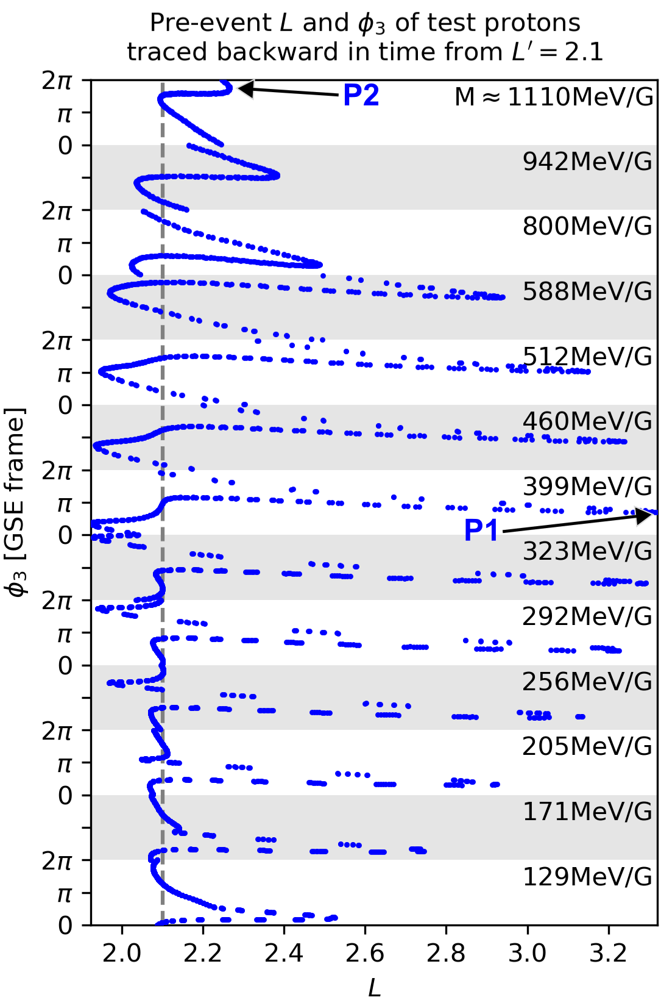 Pre-event L and ϕ₃ of test protons
traced backward in time from L′ = 2.1
2π
π
0
2π
π
0
2π
π
0
2π
π
0
2π
π
0
2π
π
0
2π
π
0
ϕ₃ [GSE frame]
P2
M ≈ 1110MeV/G
942MeV/G
800MeV/G
588MeV/G
512MeV/G
460MeV/G
399MeV/G
P1
323MeV/G
292MeV/G
256MeV/G
205MeV/G
171MeV/G
129MeV/G
2.0 2.2 2.4 2.6 2.8 3.0 3.2
L